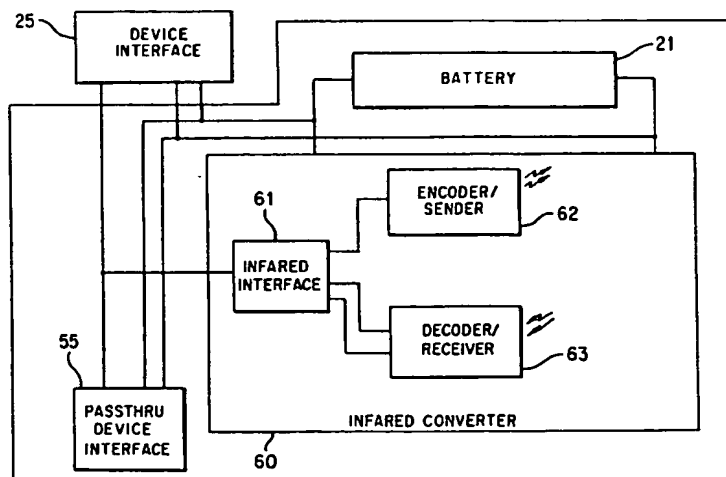 25
DEVICE
INTERFACE
21
BATTERY
61
INFARED
INTERFACE
ENCODER/
SENDER
62
DECODER/
RECEIVER
63
55
PASSTHRU
DEVICE
INTERFACE
INFARED CONVERTER
60